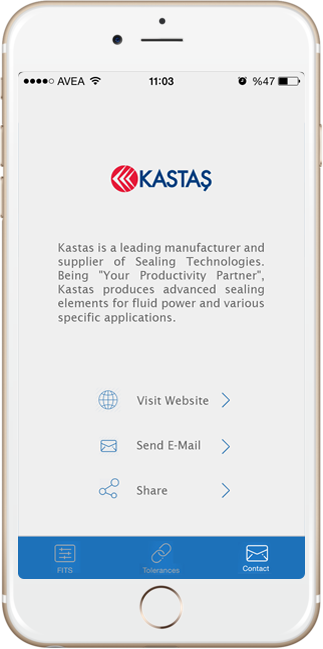 AVEA 11:03 %47
KASTAŞ
Kastas is a leading manufacturer and
supplier of Sealing Technologies.
Being "Your Productivity Partner",
Kastas produces advanced sealing
elements for fluid power and various
specific applications.
Visit Website
Send E-Mail
Share
FITS Tolerances Contact